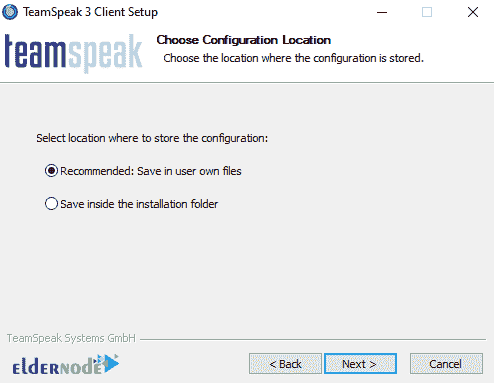 TeamSpeak 3 Client Setup
teamspeak
Choose Configuration Location
Choose the location where the configuration is stored.
Select location where to store the configuration:
Recommended: Save in user own files
Save inside the installation folder
TeamSpeak Systems GmbH
eldernode
< Back
Next >
Cancel